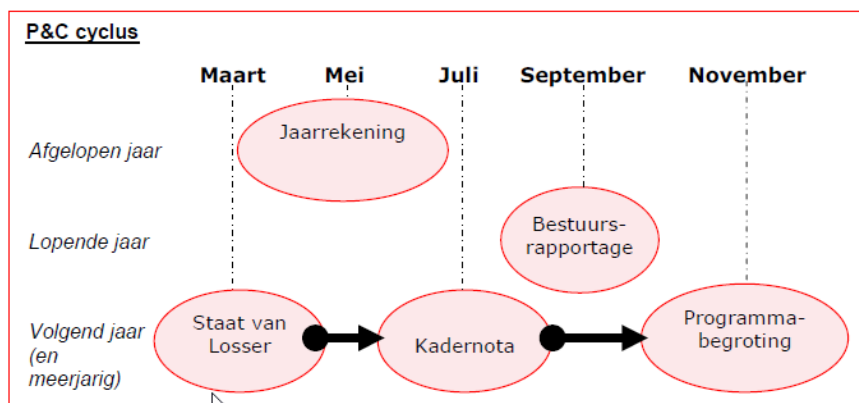 P&C cyclus
Maart Mei Juli September November
Afgelopen jaar
Jaarrekening
Lopende jaar
Bestuurs-
rapportage
Volgend jaar
(en
meerjarig)
Staat van
Losser
Kadernota
Programma-
begroting